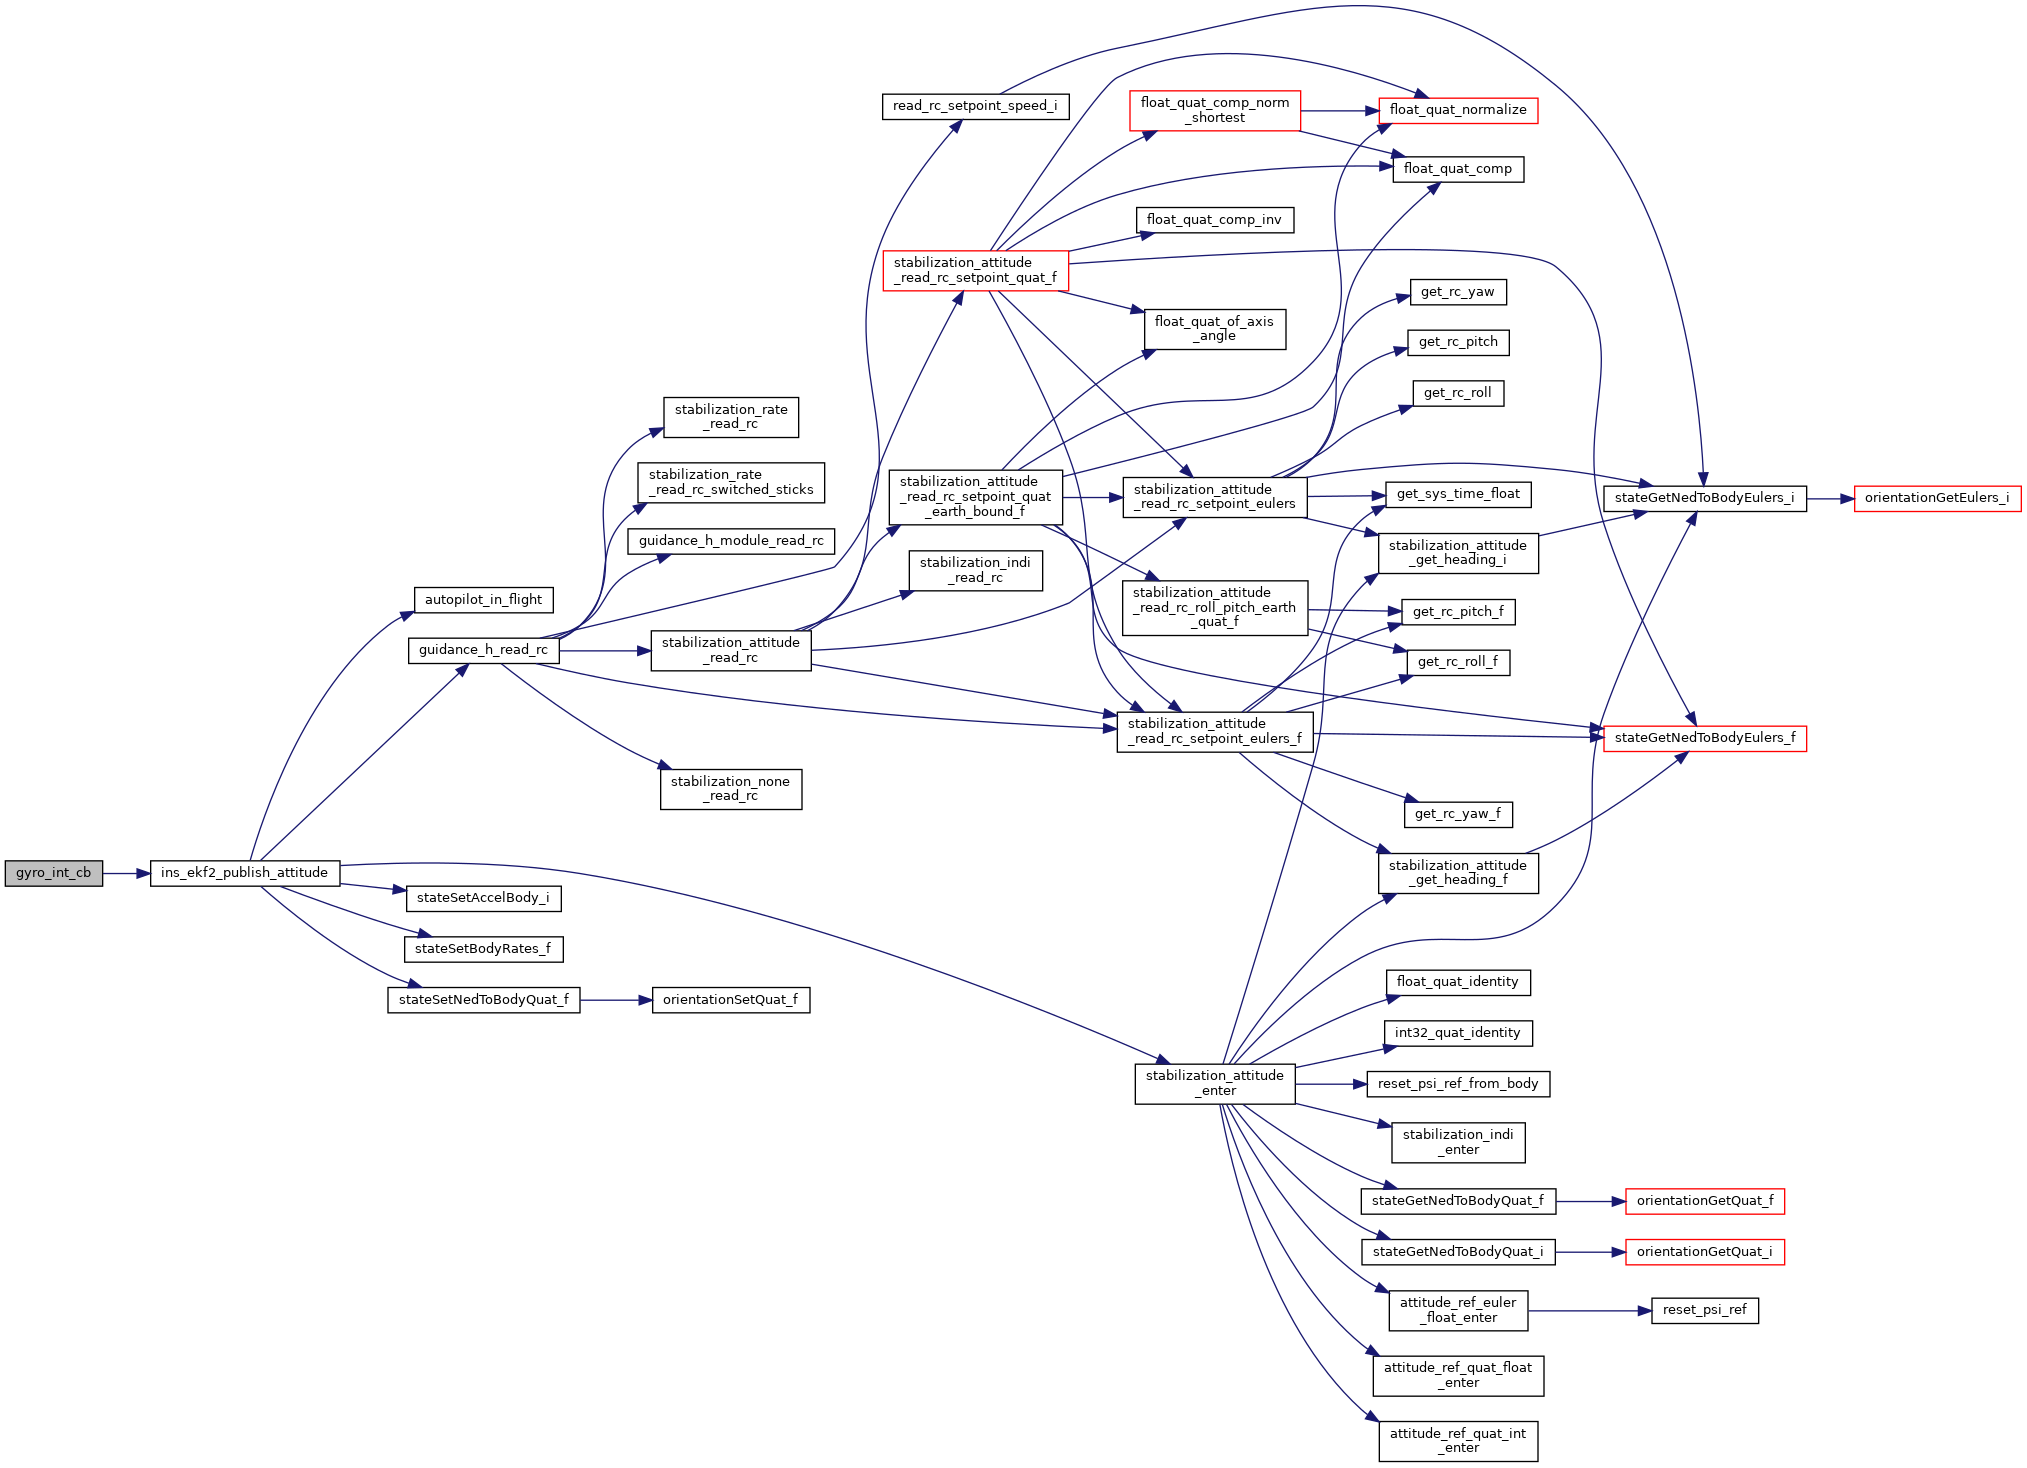 gyro_int_cb
ins_ekf2_publish_attitude
autopilot_in_flight
guidance_h_read_rc
stateSetAccelBody_i
stateSetBodyRates_f
stateSetNedToBodyQuat_f
orientationSetQuat_f
stabilization_rate
_read_rc
stabilization_rate
_read_rc_switched_sticks
guidance_h_module_read_rc
stabilization_attitude
_read_rc
stabilization_none
_read_rc
read_rc_setpoint_speed_i
stabilization_attitude
_read_rc_setpoint_quat_f
stabilization_attitude
_read_rc_setpoint_quat
_earth_bound_f
stabilization_indi
_read_rc
float_quat_comp_norm
_shortest
float_quat_comp_inv
float_quat_of_axis
_angle
stabilization_attitude
_read_rc_setpoint_eulers
stabilization_attitude
_read_rc_roll_pitch_earth
_quat_f
stabilization_attitude
_read_rc_setpoint_eulers_f
stabilization_attitude
_enter
float_quat_normalize
float_quat_comp
get_rc_yaw
get_rc_pitch
get_rc_roll
get_sys_time_float
stabilization_attitude
_get_heading_i
get_rc_pitch_f
get_rc_roll_f
get_rc_yaw_f
stabilization_attitude
_get_heading_f
float_quat_identity
int32_quat_identity
reset_psi_ref_from_body
stabilization_indi
_enter
stateGetNedToBodyQuat_f
stateGetNedToBodyQuat_i
attitude_ref_euler
_float_enter
attitude_ref_quat_float
_enter
attitude_ref_quat_int
_enter
stateGetNedToBodyEulers_i
stateGetNedToBodyEulers_f
orientationGetQuat_f
orientationGetQuat_i
reset_psi_ref
orientationGetEulers_i